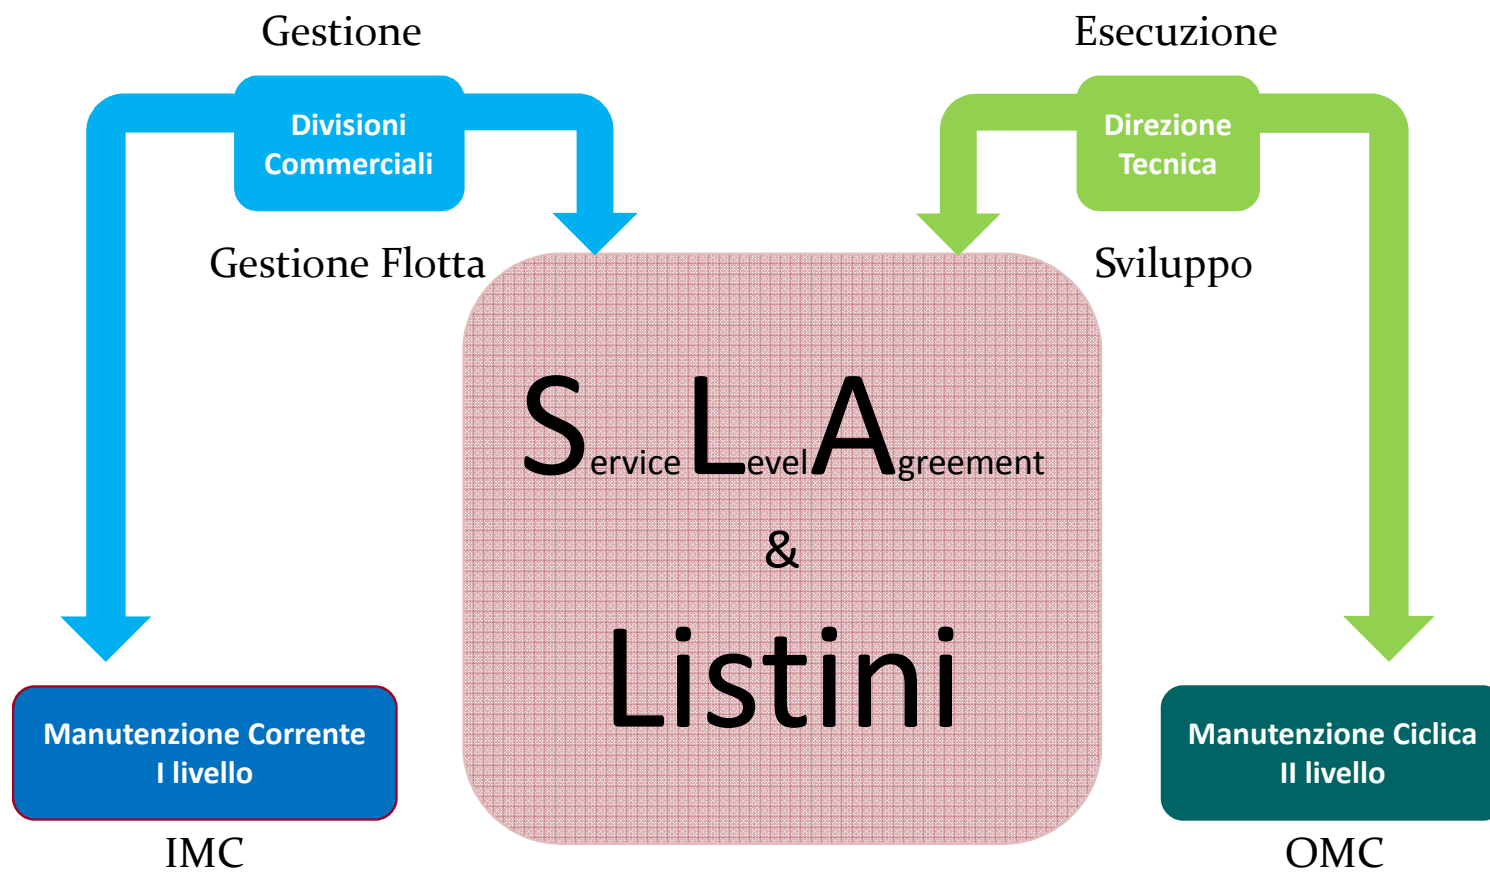 Gestione
Esecuzione
Divisioni
Commerciali
Direzione
Tecnica
Gestione Flotta
Sviluppo
Service Level Agreement
&
Listini
Manutenzione Corrente
I livello
Manutenzione Ciclica
II livello
IMC
OMC